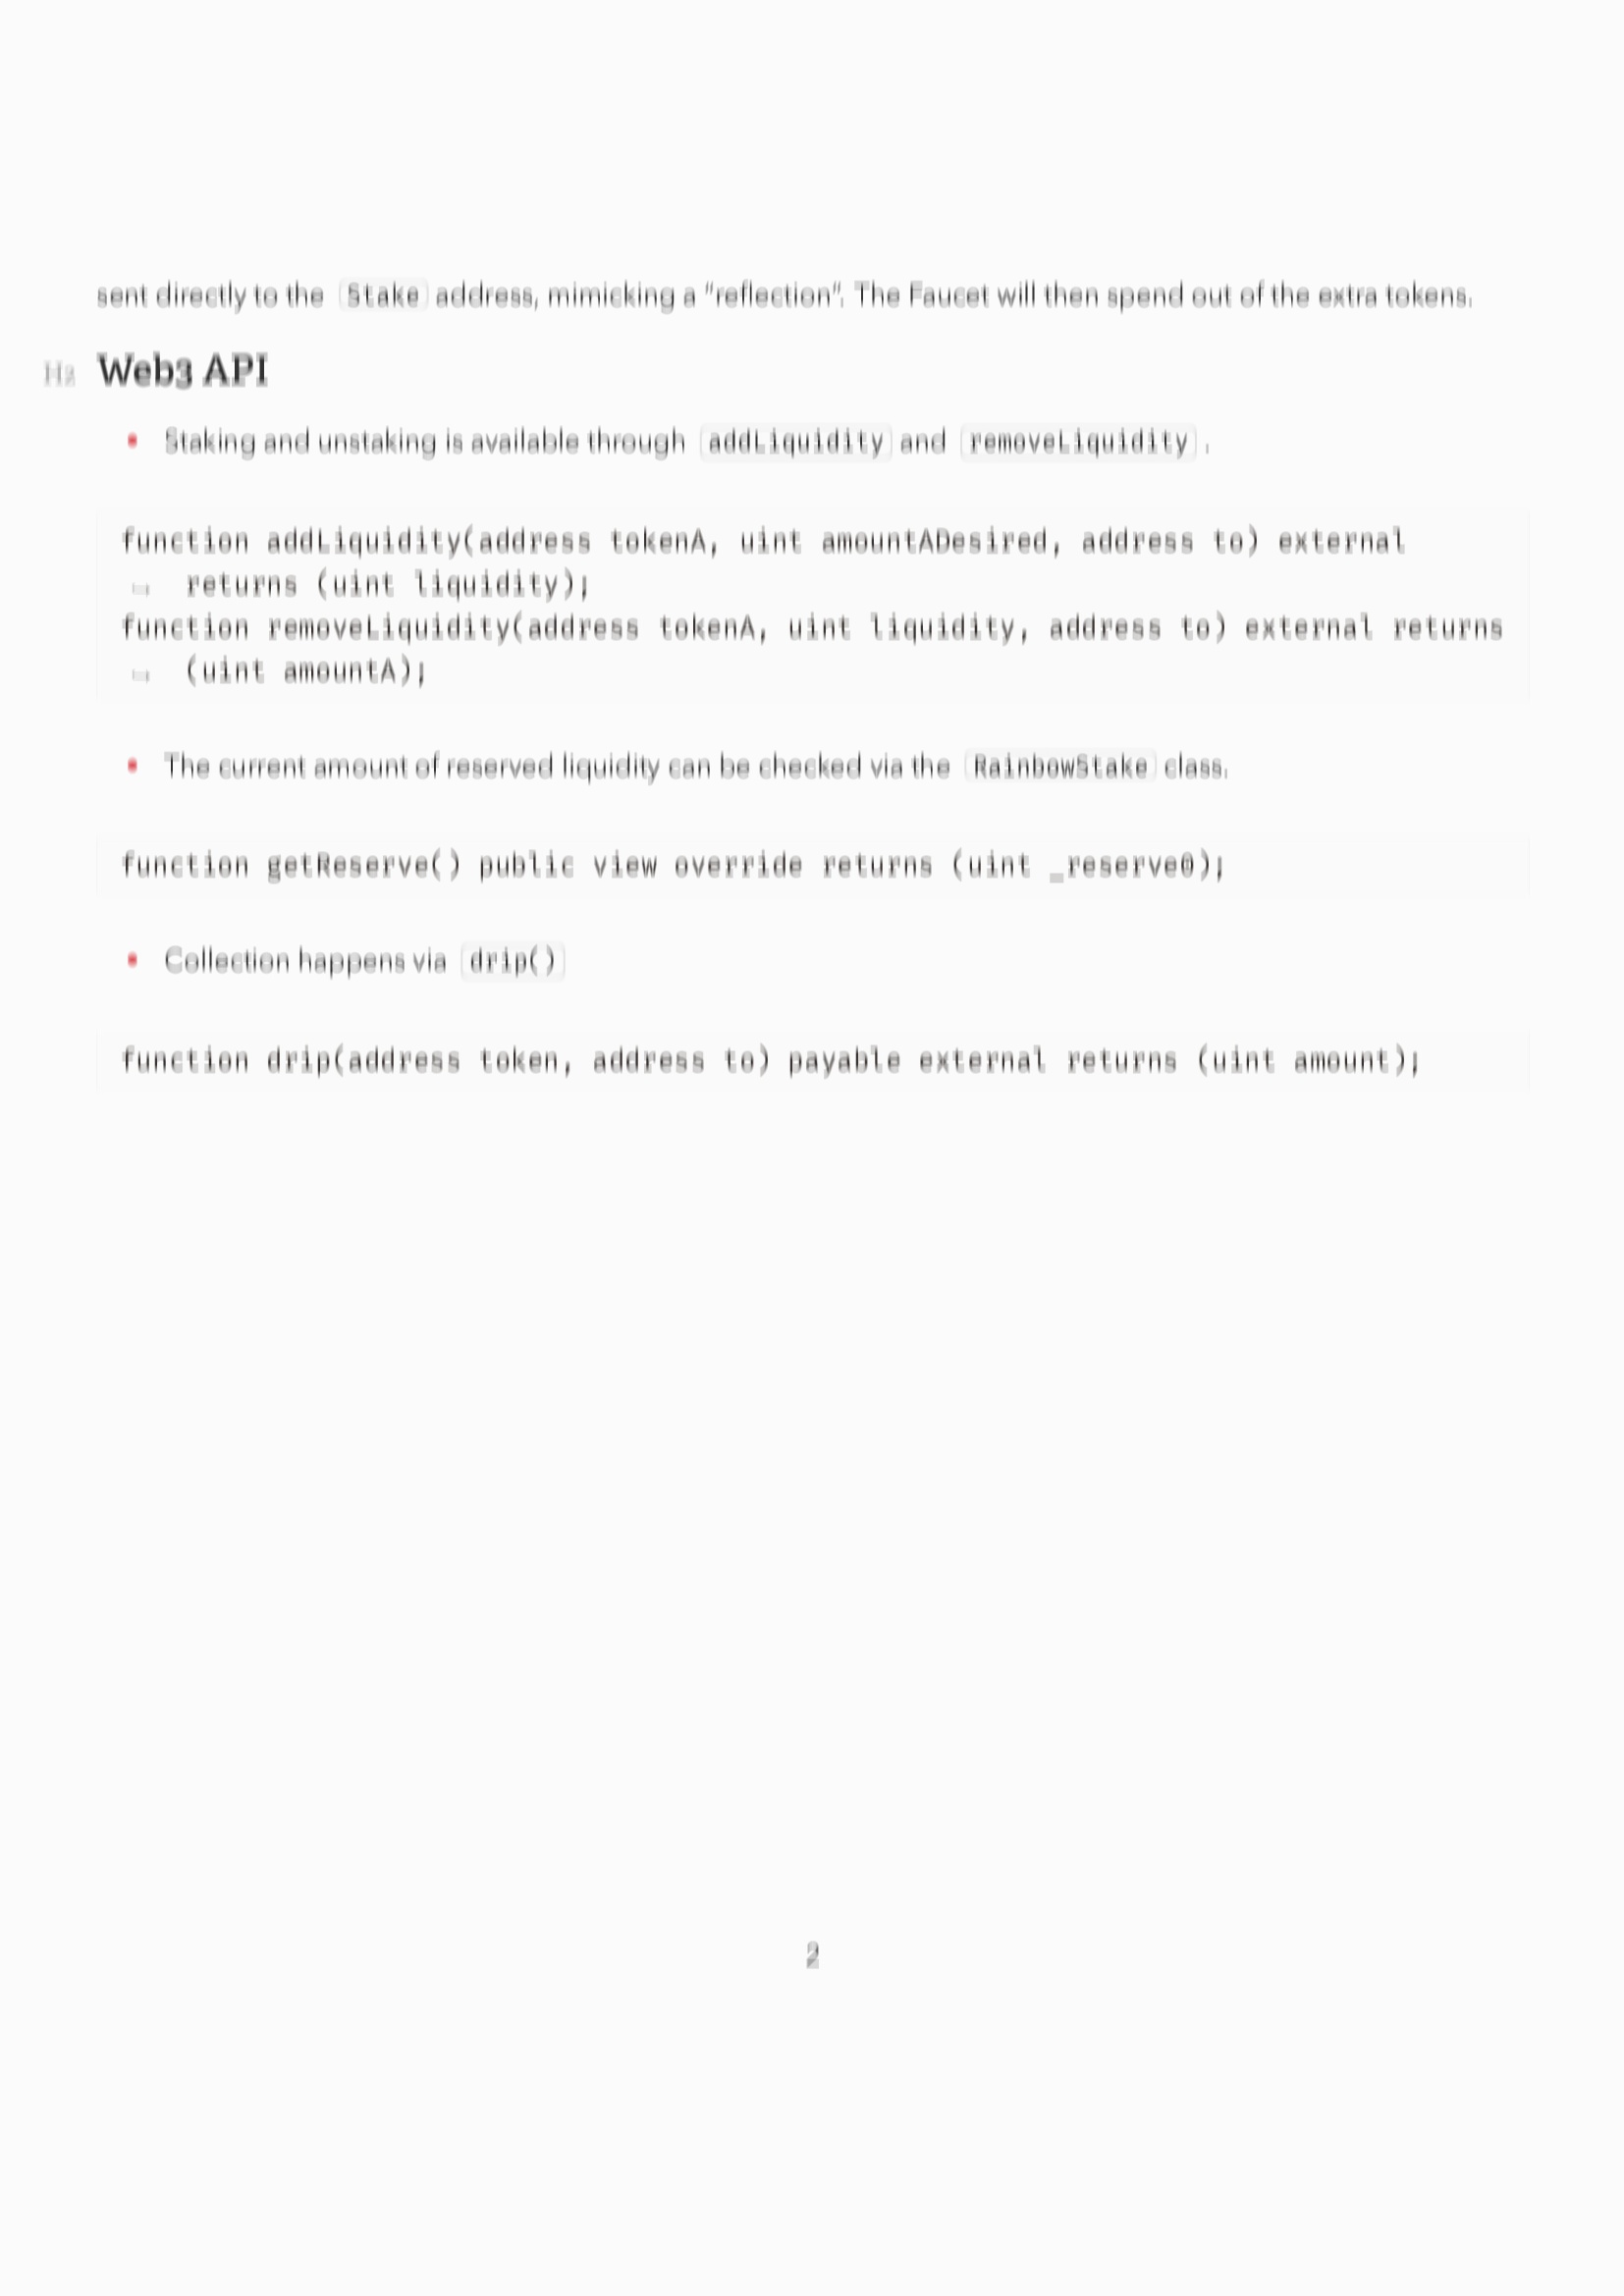 sent directly to the Stake address, mimicking a "reflection". The Faucet will then spend out of the extra tokens.
H2 Web3 API
• Staking and unstaking is available through addLiquidity and removeLiquidity.
function addLiquidity(address tokenA, uint amountADesired, address to) external
returns (uint liquidity);
function removeLiquidity(address tokenA, uint liquidity, address to) external returns
(uint amountA);
• The current amount of reserved liquidity can be checked via the RainbowStake class.
function getReserve() public view override returns (uint _reserve0);
• Collection happens via drip()
function drip(address token, address to) payable external returns (uint amount);
2